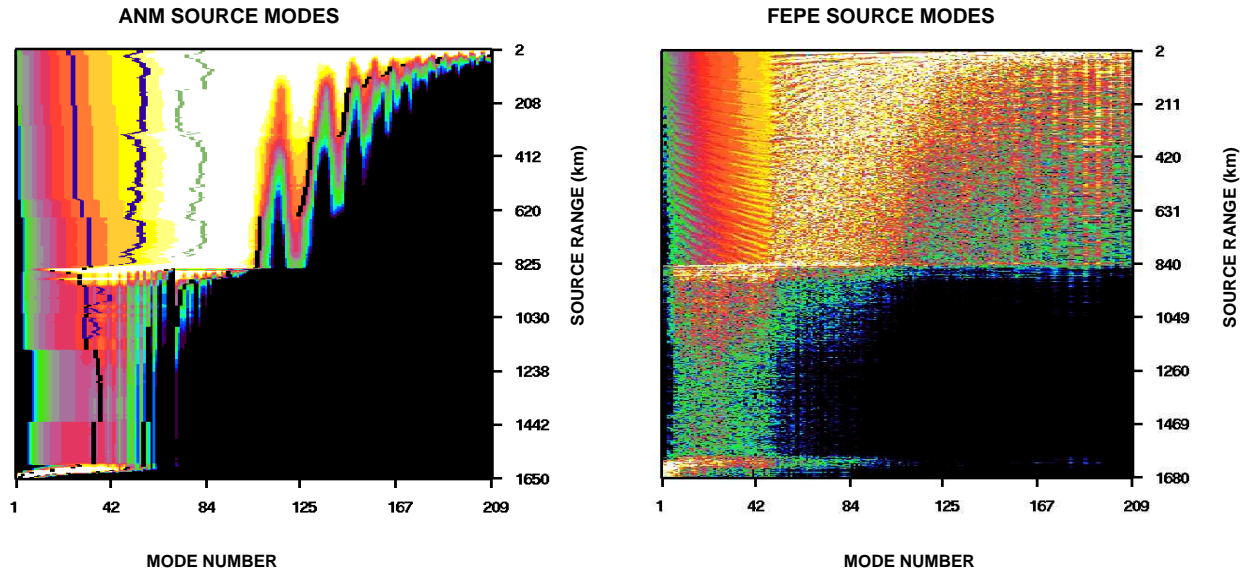 ANM SOURCE MODES
2
208
412
620
825
1030
1238
1442
1650
SOURCE RANGE (km)
1 42 84 125 167 209
MODE NUMBER
FEPE SOURCE MODES
2
211
420
631
840
1049
1260
1469
1680
SOURCE RANGE (km)
1 42 84 125 167 209
MODE NUMBER